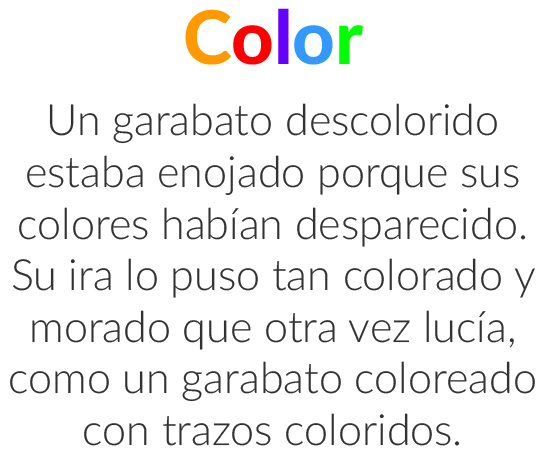 Color
Un garabato descolorido
estaba enojado porque sus
colores habían desparecido.
Su ira lo puso tan colorado y
morado que otra vez lucía,
como un garabato coloreado
con trazos coloridos.